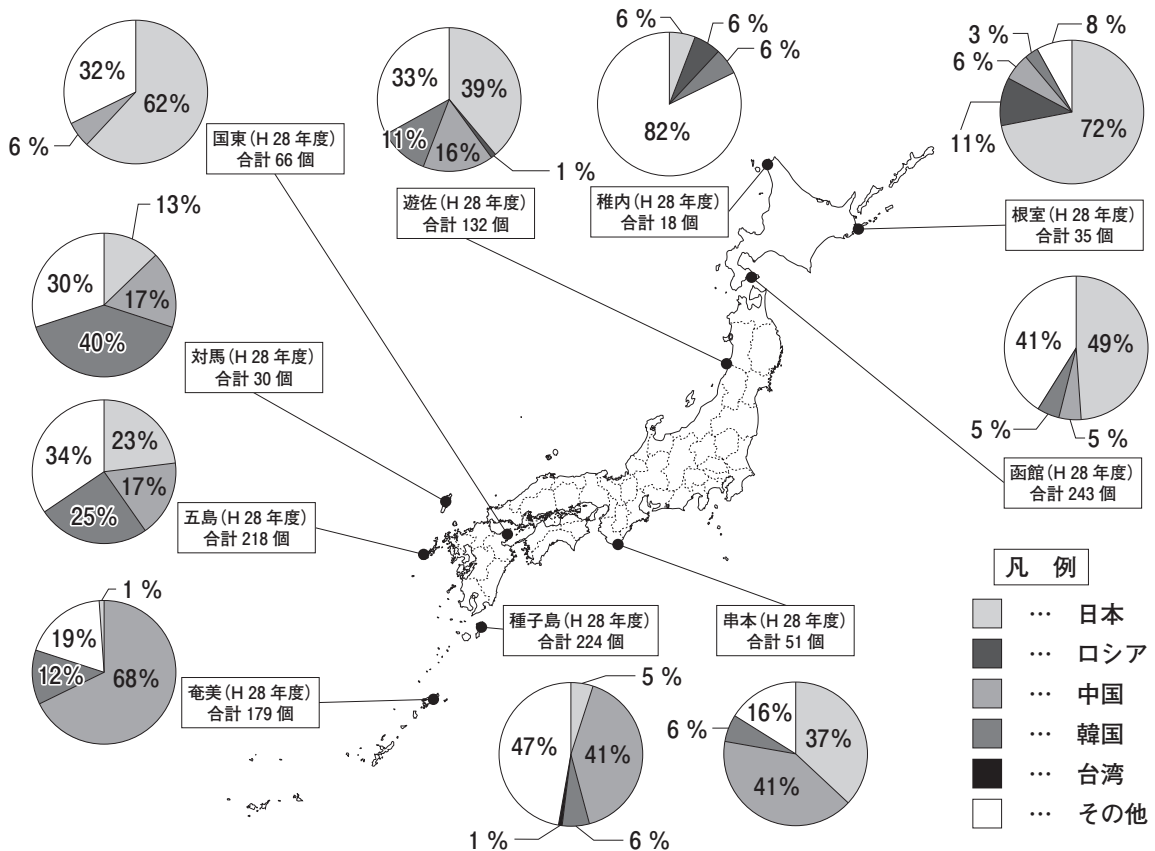 32%
62%
6 %
国東(H 28 年度)
合計 66 個
33%
39%
11%
16%
1 %
遊佐(H 28 年度)
合計 132 個
6 %
6 %
6 %
82%
稚内(H 28 年度)
合計 18 個
8 %
3 %
6 %
11%
72%
根室(H 28 年度)
合計 35 個
13%
30%
17%
40%
対馬(H 28 年度)
合計 30 個
41%
49%
5 %
5 %
函館(H 28 年度)
合計 243 個
34%
23%
17%
25%
五島(H 28 年度)
合計 218 個
1 %
19%
12%
68%
奄美(H 28 年度)
合計 179 個
種子島(H 28 年度)
合計 224 個
5 %
47%
41%
1 %
6 %
串本(H 28 年度)
合計 51 個
16%
6 %
37%
41%
凡 例
… 日本
… ロシア
… 中国
… 韓国
… 台湾
… その他